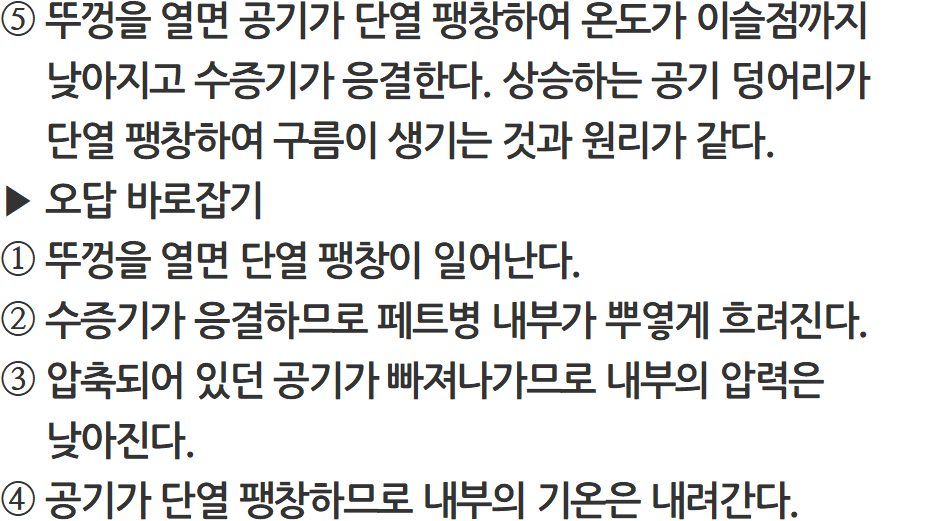 ⑤ 뚜껑을 열면 공기가 단열 팽창하여 온도가 이슬점까지
낮아지고 수증기가 응결한다. 상승하는 공기 덩어리가
단열 팽창하여 구름이 생기는 것과 원리가 같다.
▶ 오답 바로잡기
① 뚜껑을 열면 단열 팽창이 일어난다.
② 수증기가 응결하므로 페트병 내부가 뿌옇게 흐려진다.
③ 압축되어 있던 공기가 빠져나가므로 내부의 압력은
낮아진다.
④ 공기가 단열 팽창하므로 내부의 기온은 내려간다.